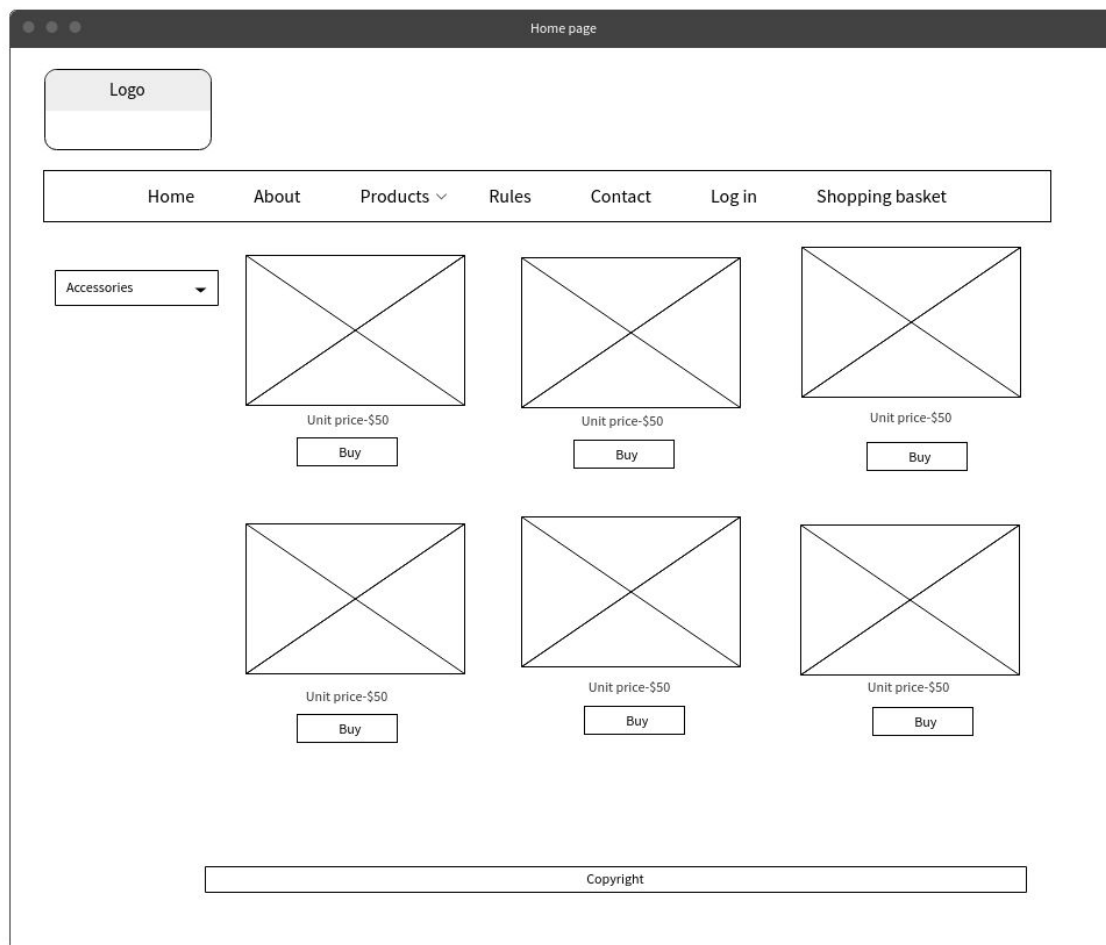 Home page
Logo
Home About Products Rules Contact Log in Shopping basket
Accessories
Unit price-$50 Unit price-$50 Unit price-$50
Buy Buy Buy
Unit price-$50 Unit price-$50 Unit price-$50
Buy Buy Buy
Copyright